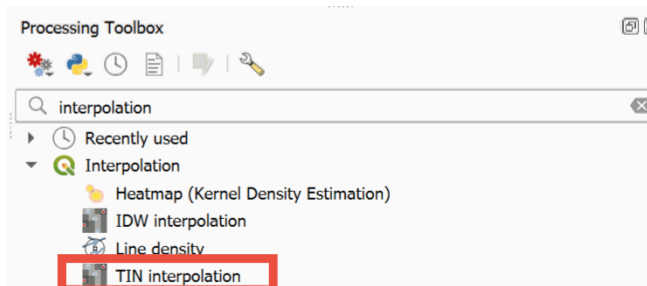 Processing Toolbox
interpolation
Recently used
Interpolation
Heatmap (Kernel Density Estimation)
IDW interpolation
Line density
TIN interpolation